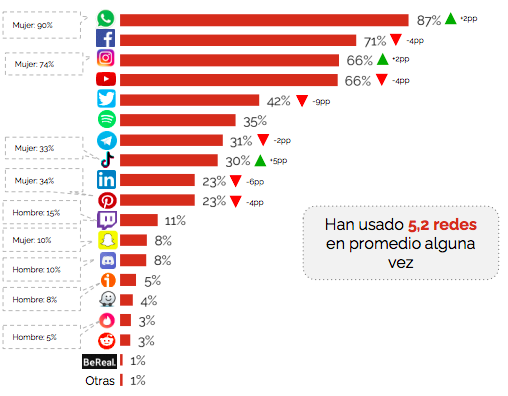 Mujer: 90%
87%
+2pp
71%
-4pp
Mujer: 74%
66%
+2pp
66%
-4pp
42%
-9pp
35%
31%
-2pp
Mujer: 33%
30%
+5pp
Mujer: 34%
23%
-6pp
23%
-4pp
Hombre: 15%
11%
Mujer: 10%
8%
Hombre: 10%
8%
5%
Hombre: 8%
4%
3%
Hombre: 5%
3%
BeReal.
1%
Otras
1%
Han usado 5,2 redes
en promedio alguna
vez